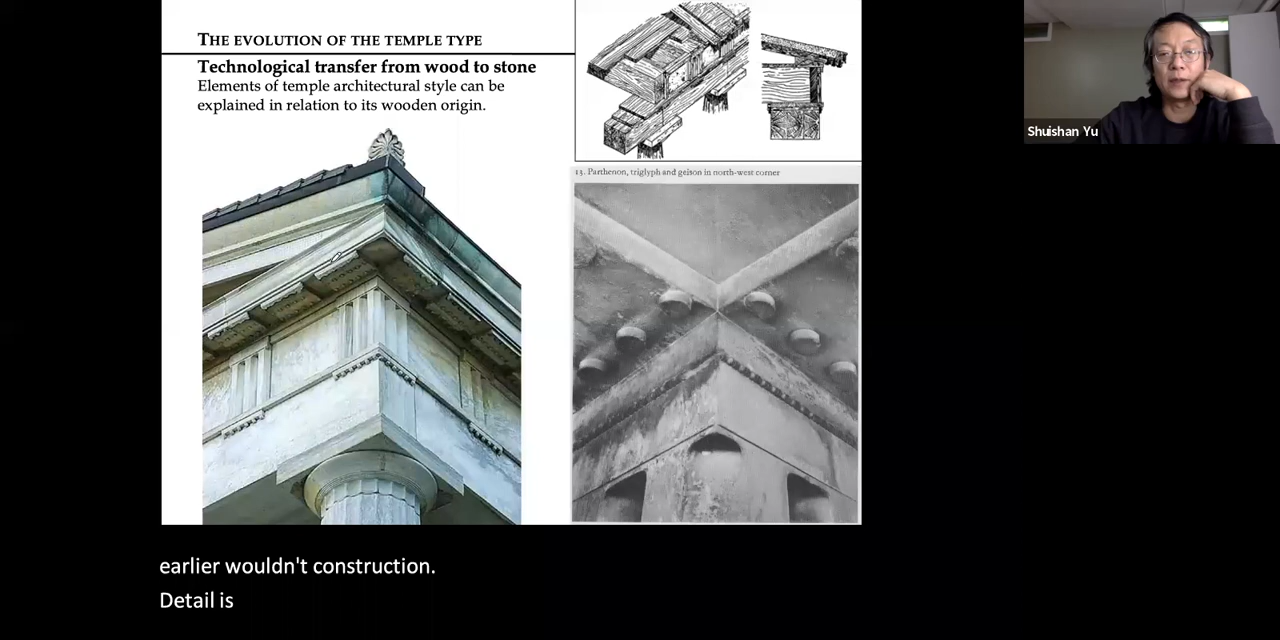 THE EVOLUTION OF THE TEMPLE TYPE
Technological transfer from wood to stone
Elements of temple architectural style can be
explained in relation to its wooden origin.
13. Parthenon, triglyph and geison in north-west corner
Shuishan Yu
earlier wouldn't construction.
Detail is